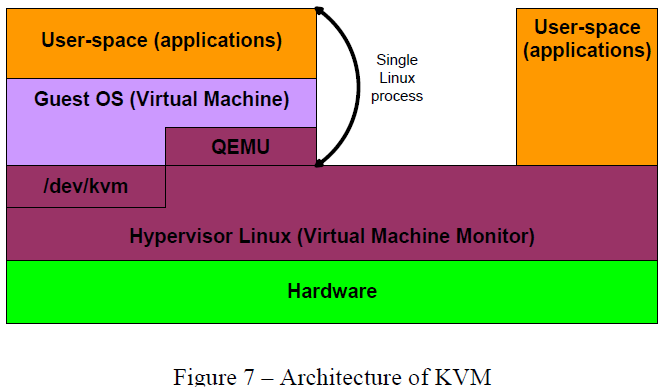 User-space (applications)
Single
Linux
process
User-space
(applications)
Guest OS (Virtual Machine)
QEMU
/dev/kvm
Hypervisor Linux (Virtual Machine Monitor)
Hardware
Figure 7 – Architecture of KVM